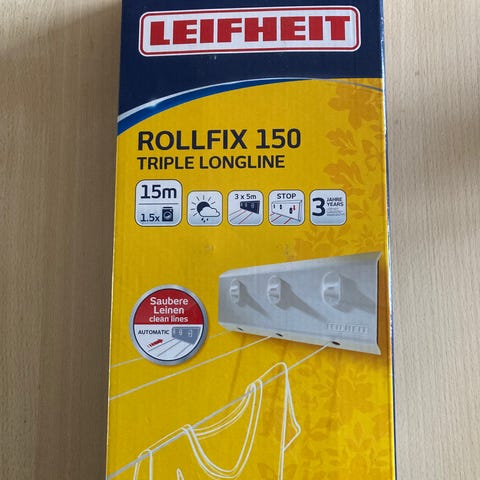 LEIFHEIT
ROLLFIX 150
TRIPLE LONGLINE
15m
1.5x
3 x 5m
STOP
3 JAHRE
YEARS
Saubere
Leinen
clean lines
AUTOMATIC
LEIFHEIT